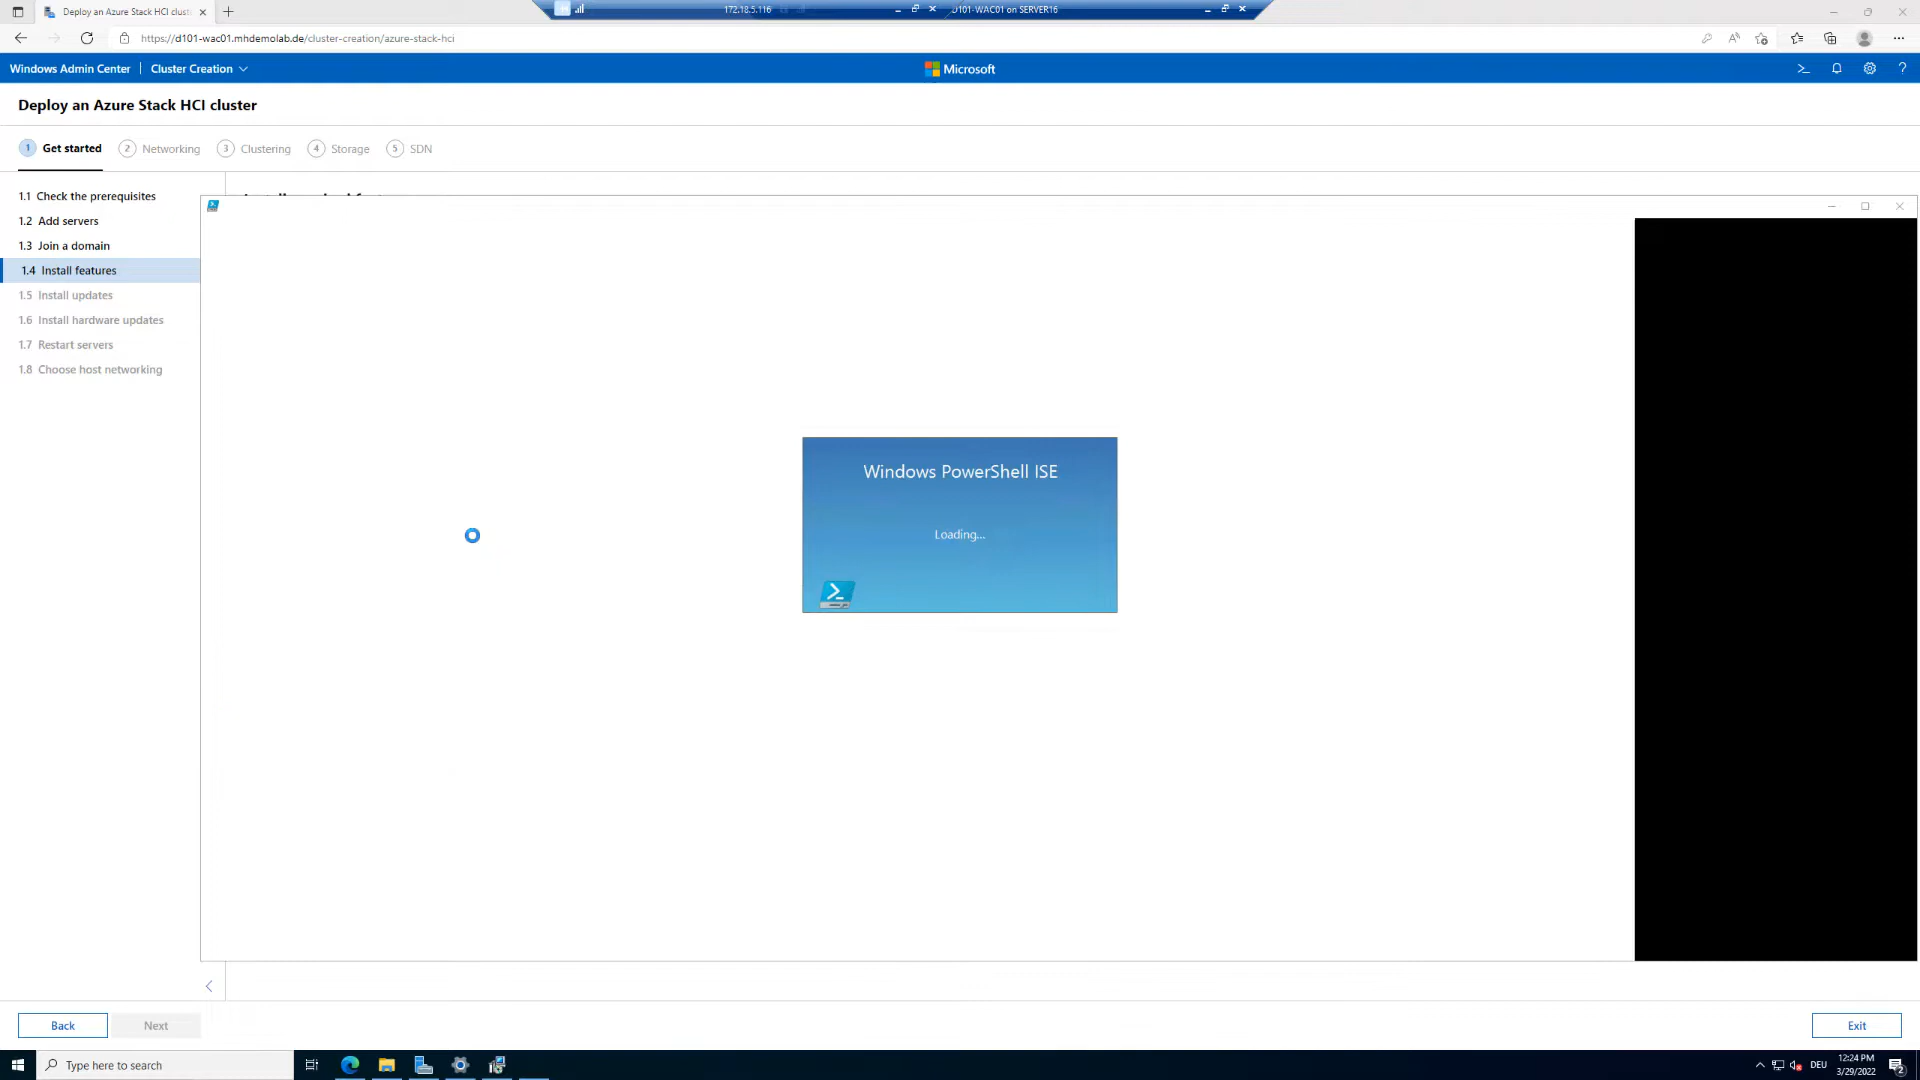 Deploy an Azure Stack HCI clust
172.18.5.116
D101-WAC01 on SERVER16
https://d101-wac01.mhdemolab.de/cluster-creation/azure-stack-hci
Windows Admin Center
Cluster Creation
Microsoft
Deploy an Azure Stack HCI cluster
1 Get started
2 Networking
3 Clustering
4 Storage
5 SDN
1.1 Check the prerequisites
1.2 Add servers
1.3 Join a domain
1.4 Install features
1.5 Install updates
1.6 Install hardware updates
1.7 Restart servers
1.8 Choose host networking
Windows PowerShell ISE
Loading...
Back
Next
Exit
Type here to search
DEU
12:24 PM
3/29/2022
2